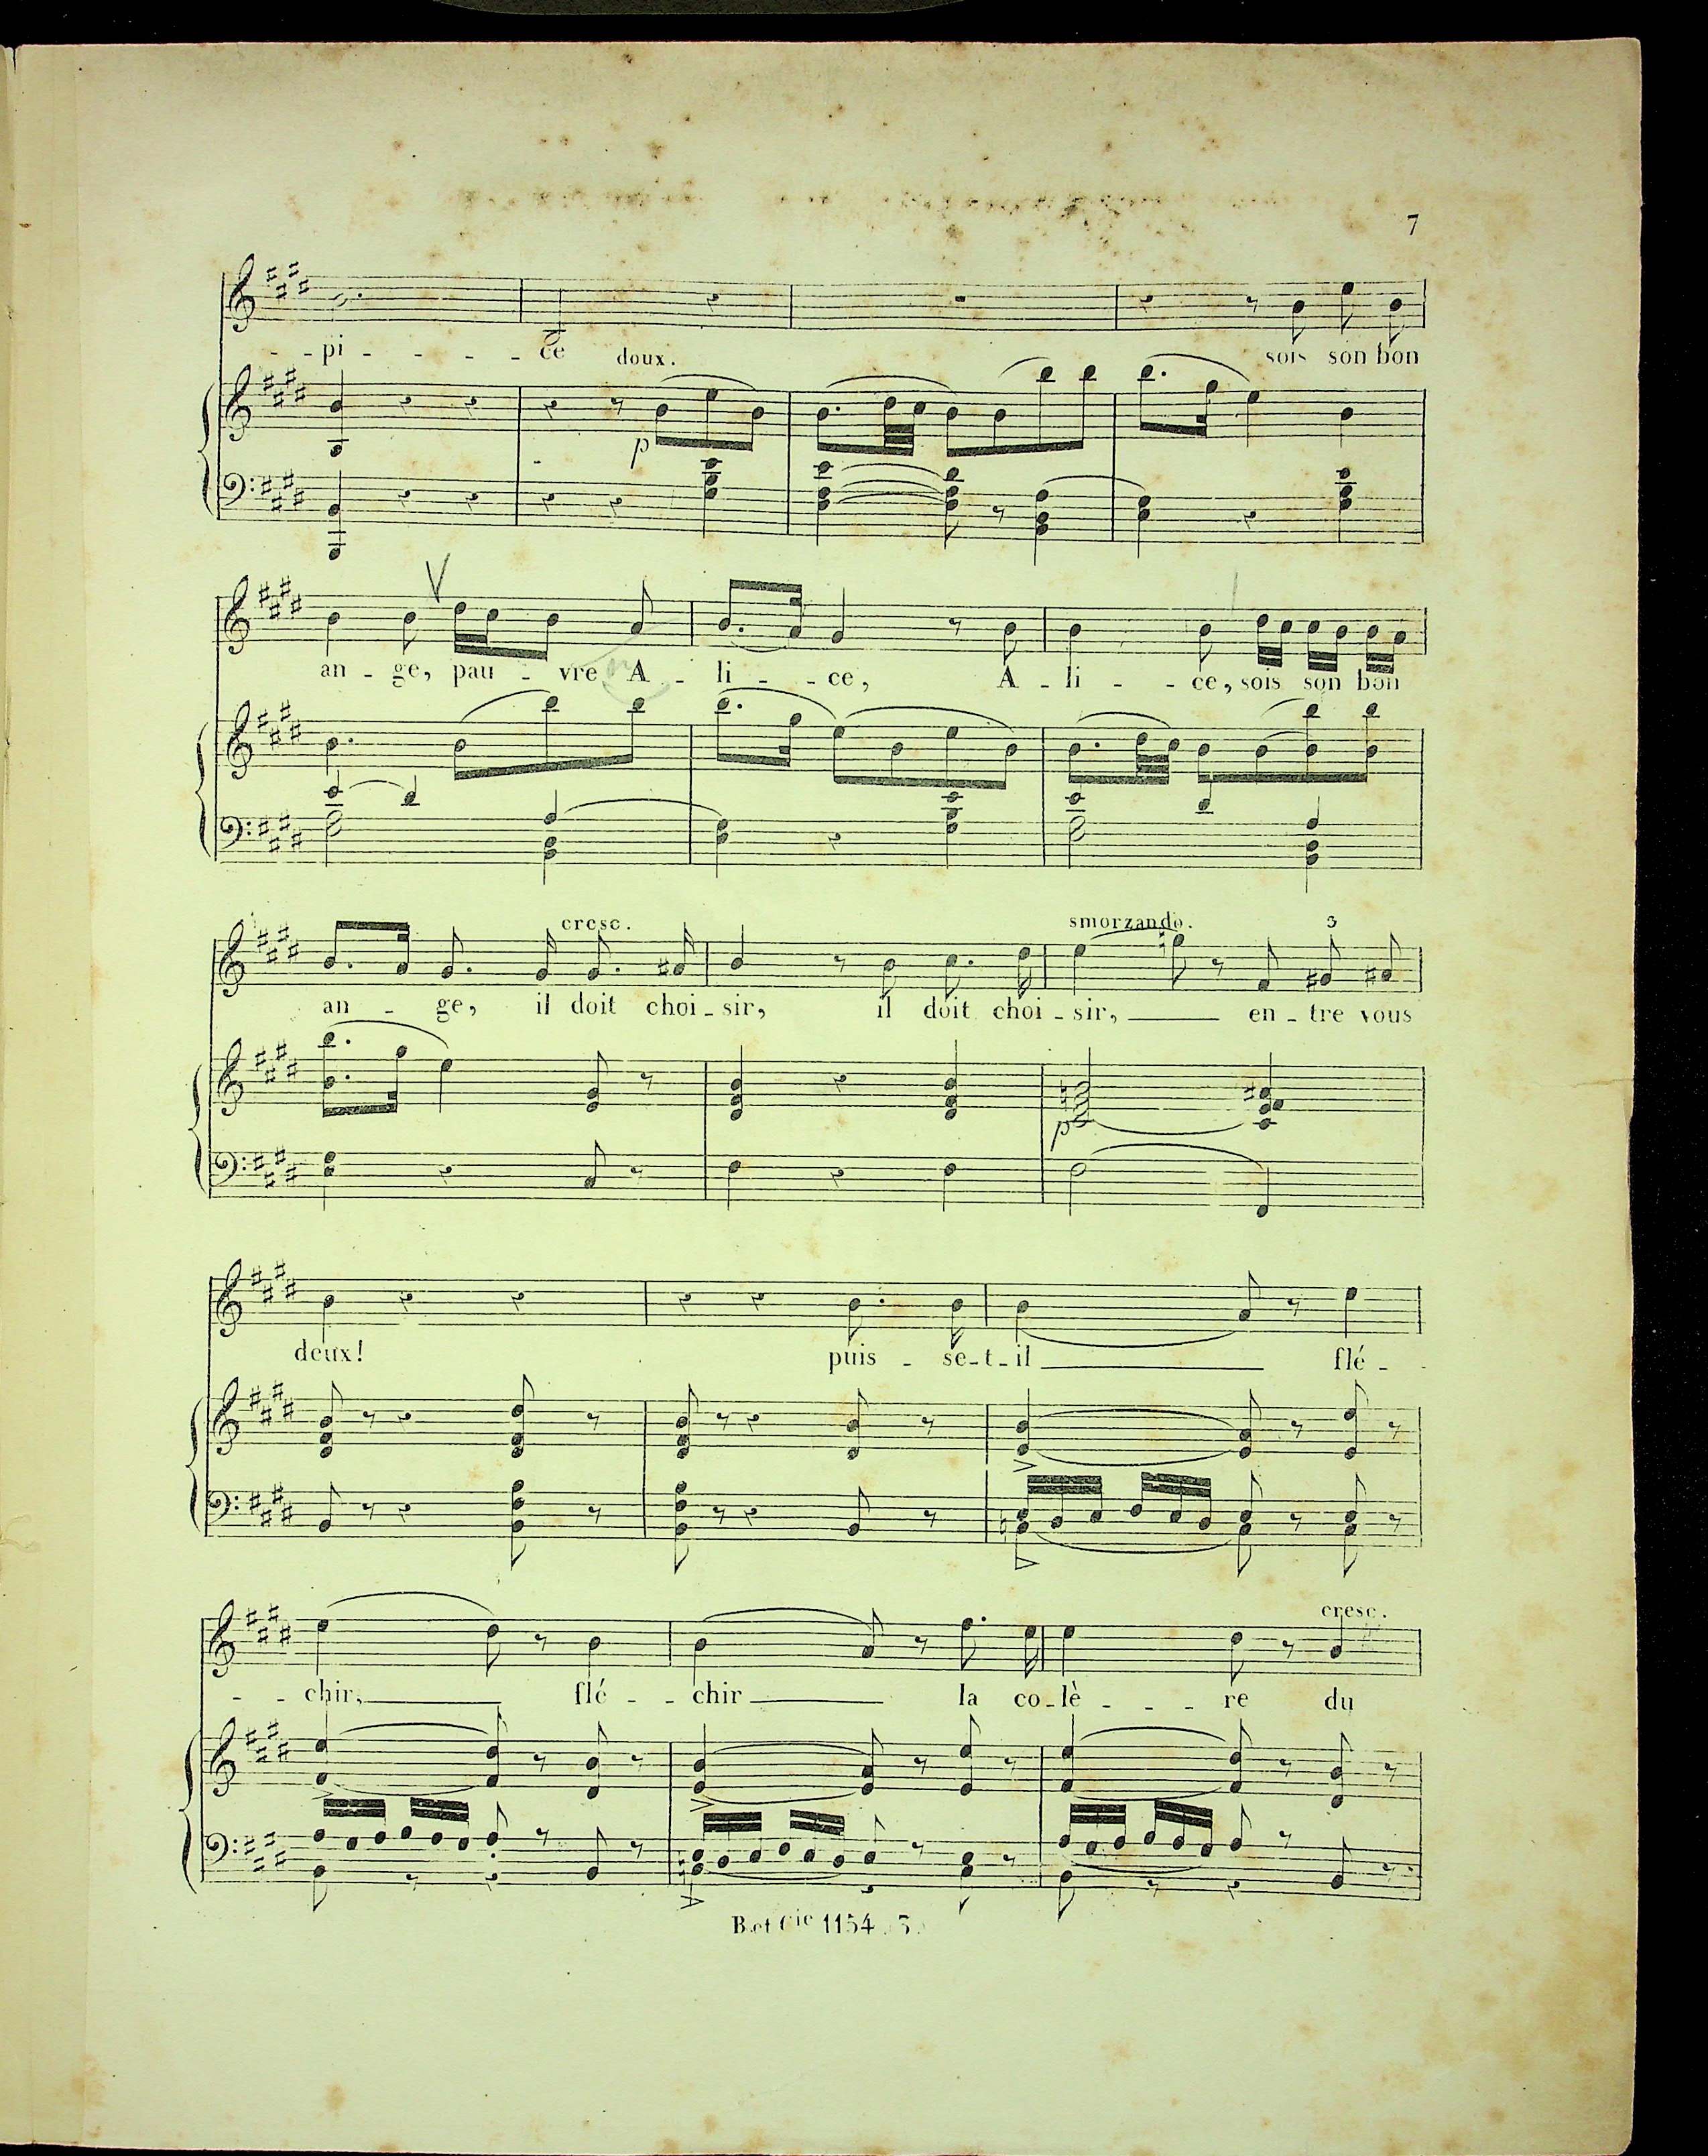 7
- - pi - - - - ce doux. sois son bon
p
an - ge, pau - vre A - li - - ce, A - li - - ce, sois son bon
cresc. smorzando. 3
an - ge, il doit choi - sir, il doit choi - sir, en - tre vous
p
deux! puis - se - t - il flé -
cresc.
- - chir, flé - - chir la co - lè - - - re du
B. et Cie 1154. 3.